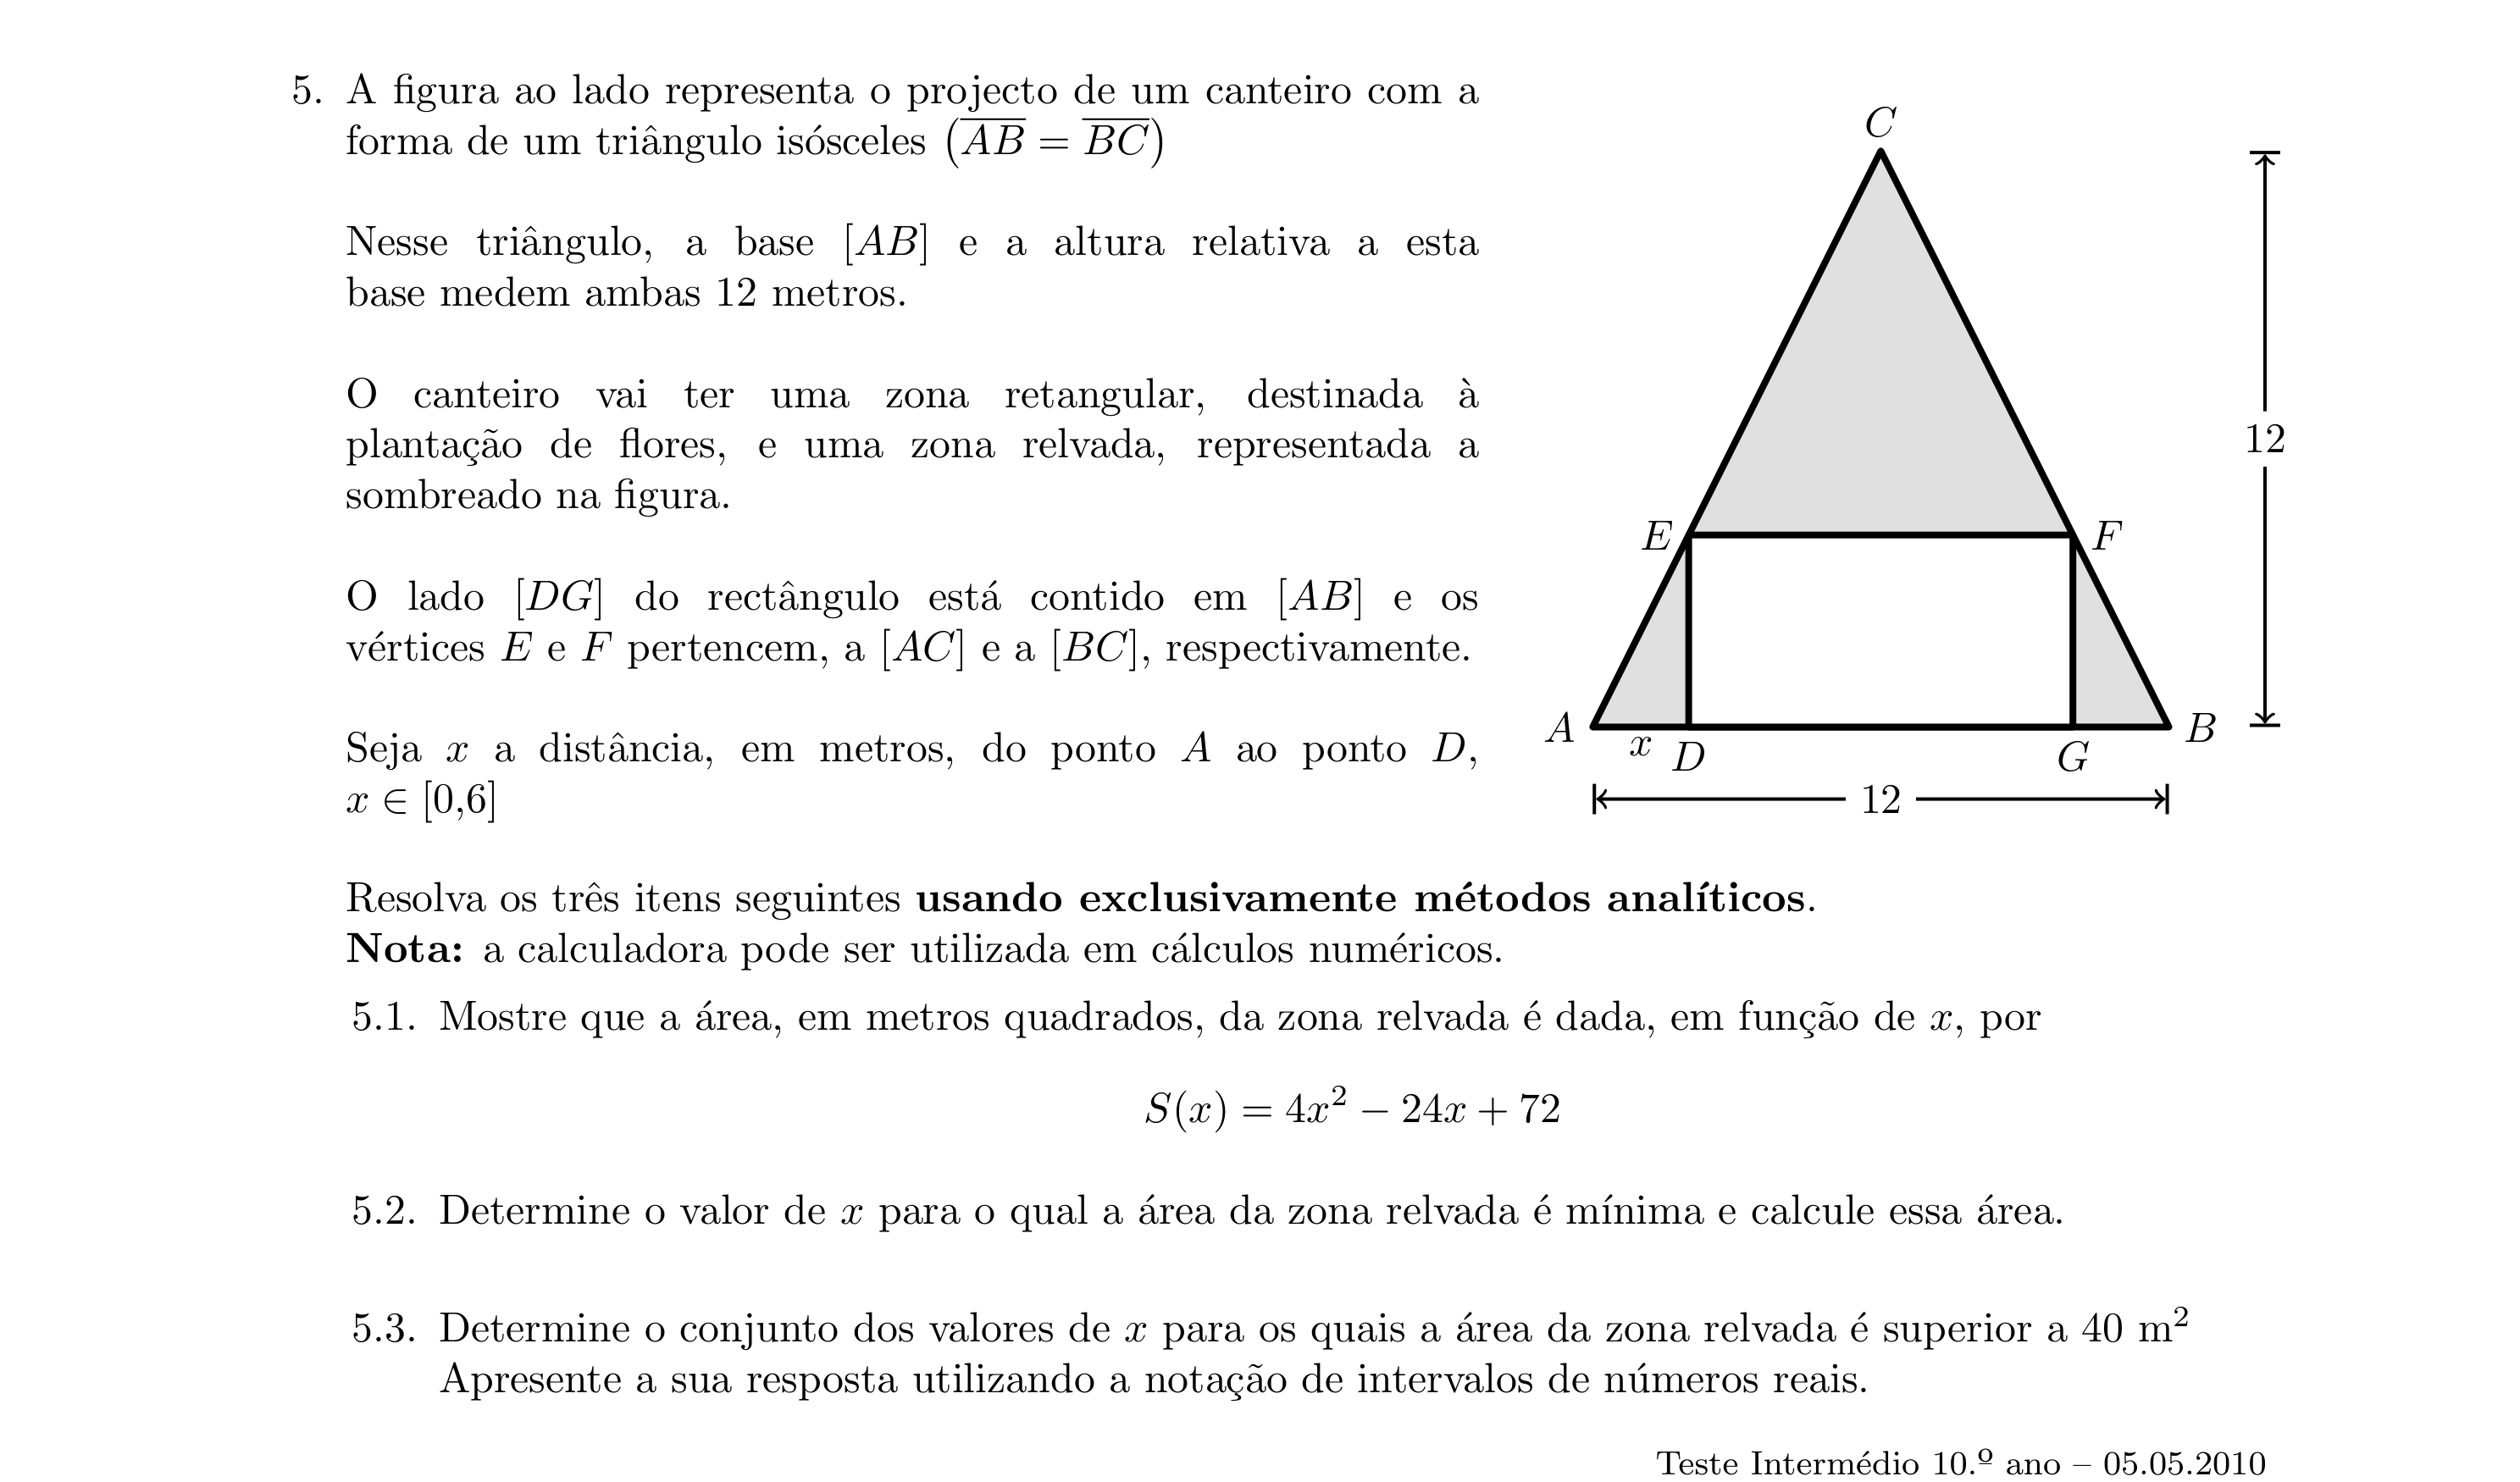 5. A figura ao lado representa o projecto de um canteiro com a
forma de um triângulo isósceles $(\overline{AB} = \overline{BC})$
Nesse triângulo, a base [AB] e a altura relativa a esta
base medem ambas 12 metros.
O canteiro vai ter uma zona retangular, destinada à
plantação de flores, e uma zona relvada, representada a
sombreado na figura.
O lado [DG] do rectângulo está contido em [AB] e os
vértices E e F pertencem, a [AC] e a [BC], respectivamente.
Seja x a distância, em metros, do ponto A ao ponto D,
x ∈ [0,6]
C
12
E
F
A
x
D
G
B
12
Resolva os três itens seguintes usando exclusivamente métodos analíticos.
Nota: a calculadora pode ser utilizada em cálculos numéricos.
5.1. Mostre que a área, em metros quadrados, da zona relvada é dada, em função de x, por
S(x) = 4x² − 24x + 72
5.2. Determine o valor de x para o qual a área da zona relvada é mínima e calcule essa área.
5.3. Determine o conjunto dos valores de x para os quais a área da zona relvada é superior a 40 m²
Apresente a sua resposta utilizando a notação de intervalos de números reais.
Teste Intermédio 10.º ano – 05.05.2010